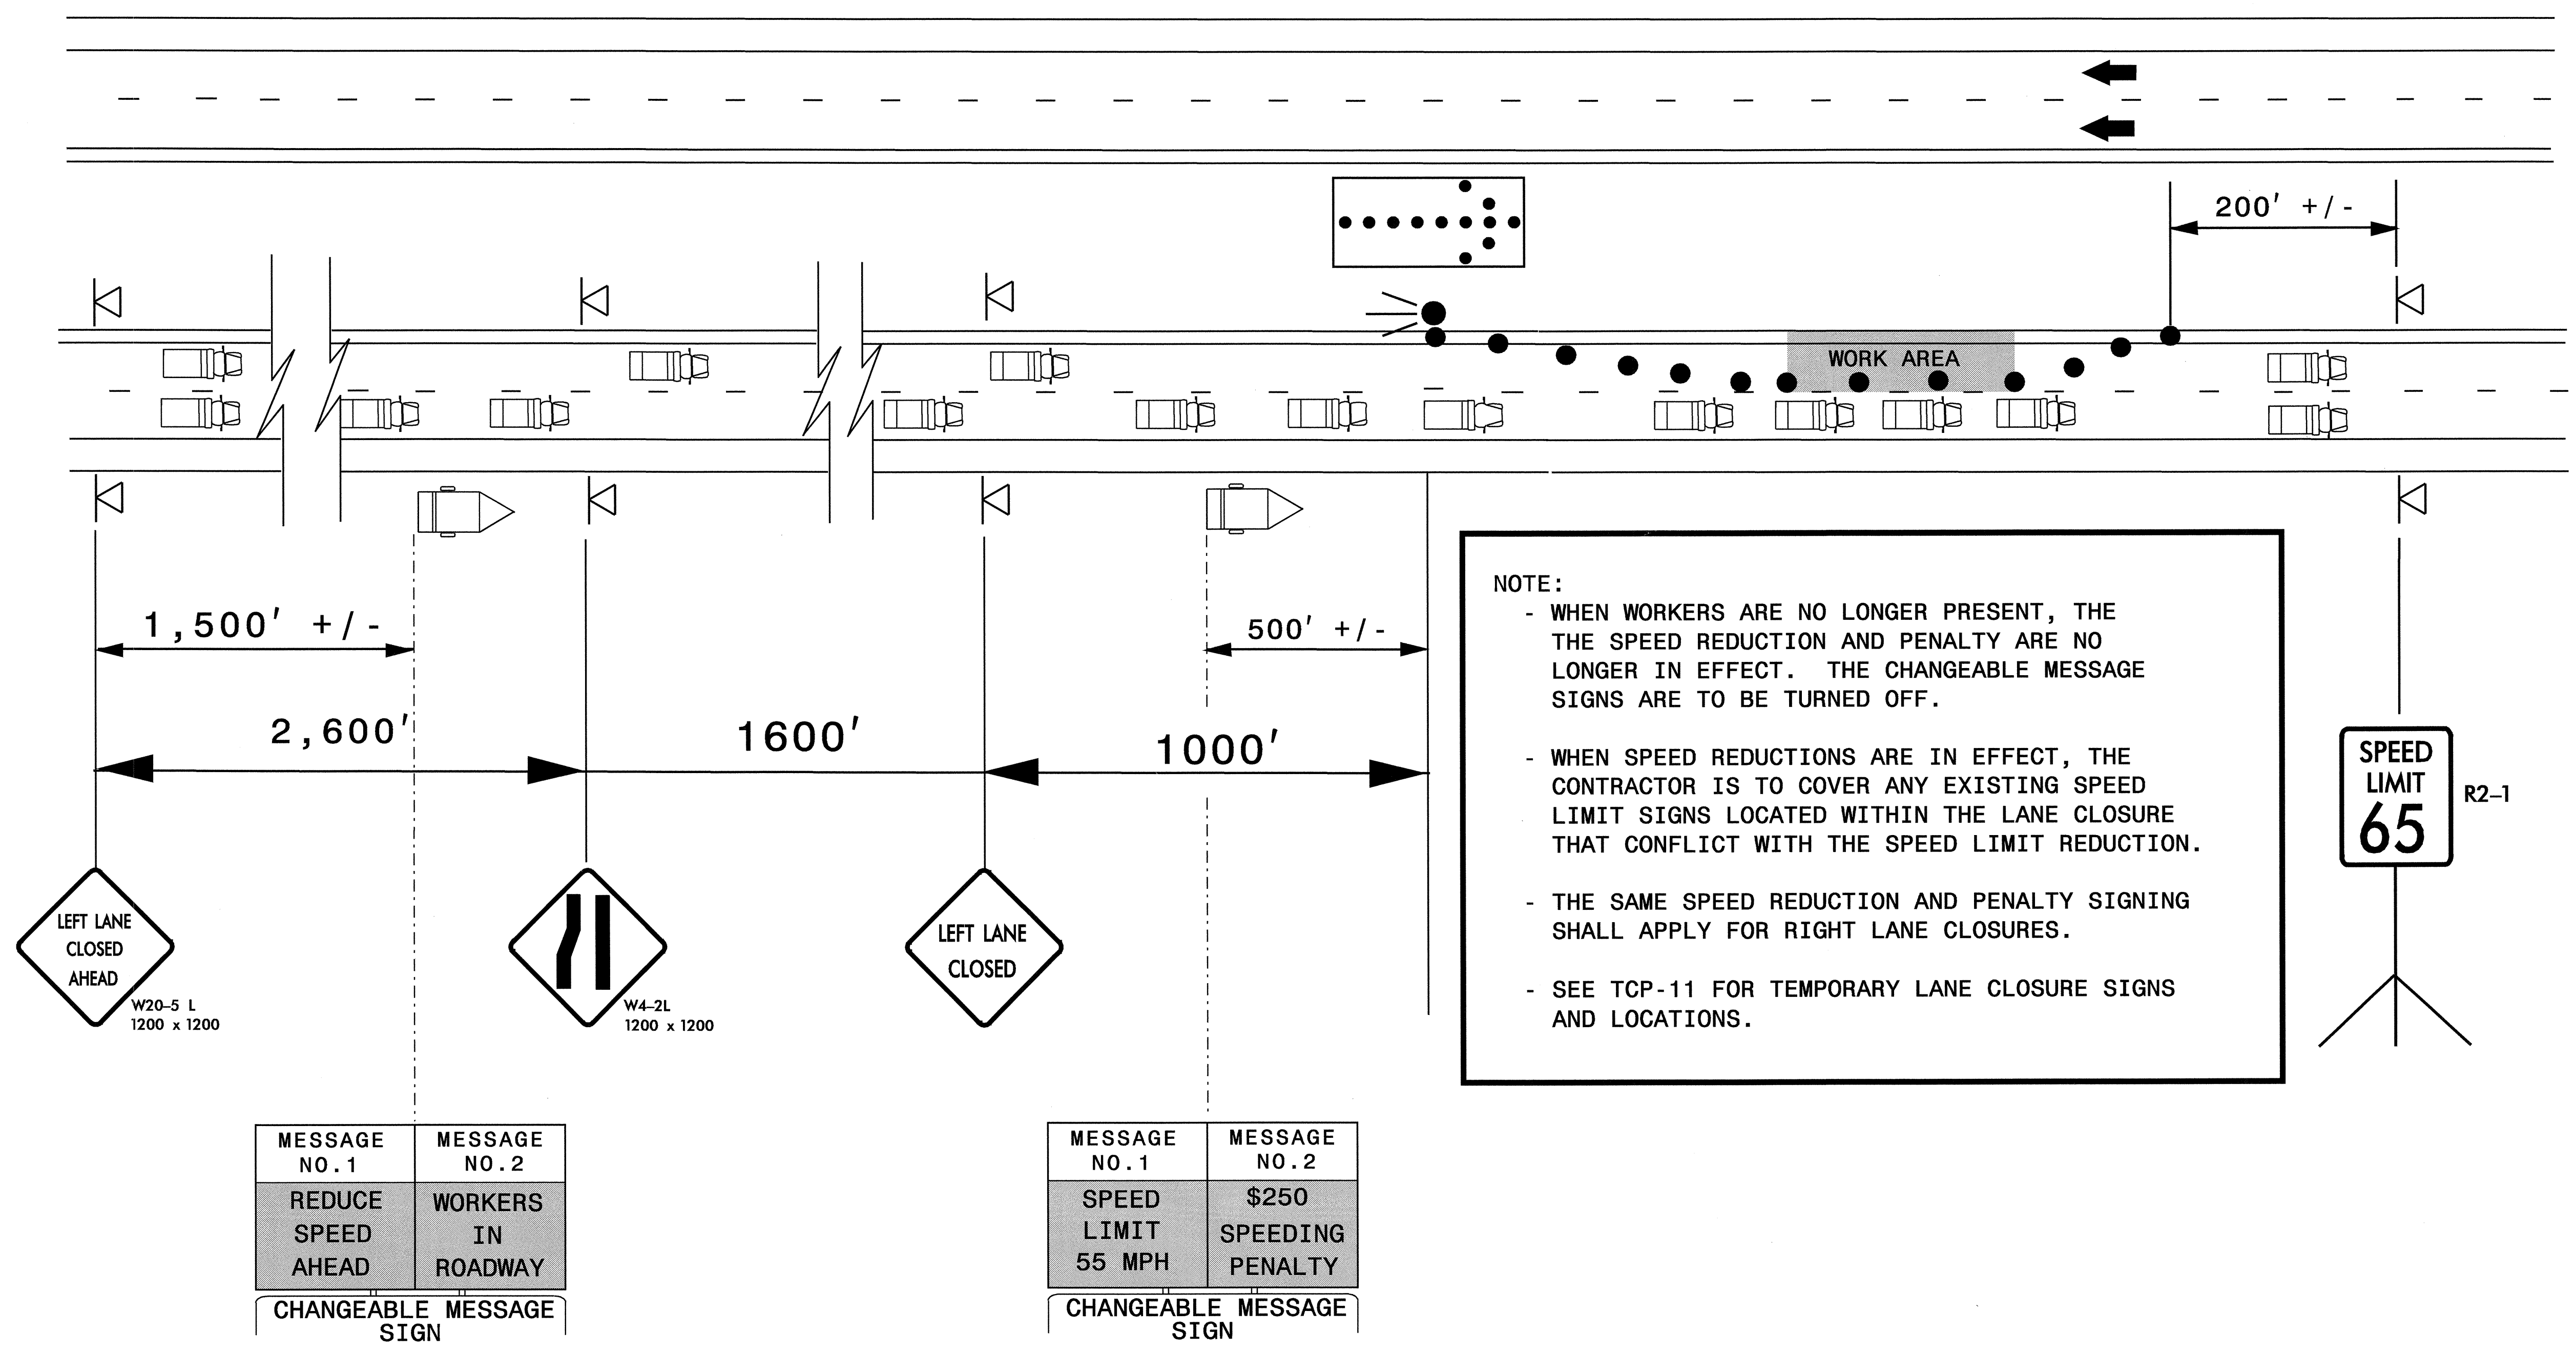 200' +/-
WORK AREA
1,500' +/-
500' +/-
2,600'
1600'
1000'
NOTE:
- WHEN WORKERS ARE NO LONGER PRESENT, THE
THE SPEED REDUCTION AND PENALTY ARE NO
LONGER IN EFFECT. THE CHANGEABLE MESSAGE
SIGNS ARE TO BE TURNED OFF.
- WHEN SPEED REDUCTIONS ARE IN EFFECT, THE
CONTRACTOR IS TO COVER ANY EXISTING SPEED
LIMIT SIGNS LOCATED WITHIN THE LANE CLOSURE
THAT CONFLICT WITH THE SPEED LIMIT REDUCTION.
- THE SAME SPEED REDUCTION AND PENALTY SIGNING
SHALL APPLY FOR RIGHT LANE CLOSURES.
- SEE TCP-11 FOR TEMPORARY LANE CLOSURE SIGNS
AND LOCATIONS.
SPEED
LIMIT
65
R2-1
LEFT LANE
CLOSED
AHEAD
W20-5 L
1200 x 1200
W4-2L
1200 x 1200
LEFT LANE
CLOSED
MESSAGE
NO.1
MESSAGE
NO.2
REDUCE
SPEED
AHEAD
WORKERS
IN
ROADWAY
CHANGEABLE MESSAGE
SIGN
MESSAGE
NO.1
MESSAGE
NO.2
SPEED
LIMIT
55 MPH
$250
SPEEDING
PENALTY
CHANGEABLE MESSAGE
SIGN